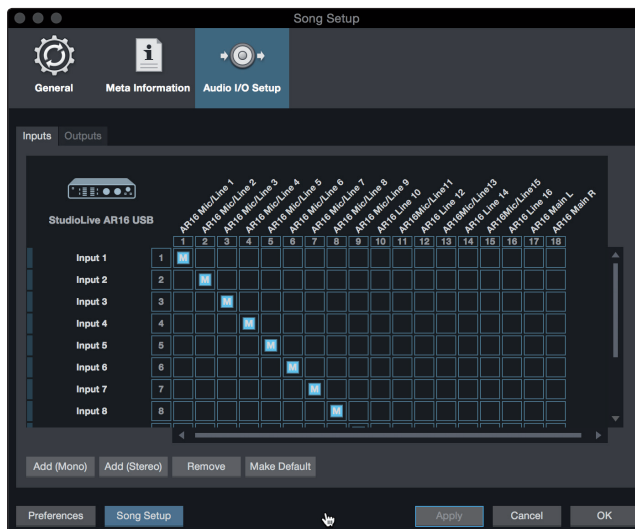 Song Setup
General
Meta Information
Audio I/O Setup
Inputs Outputs
StudioLive AR16 USB
AR16 Mic/Line 1
AR16 Mic/Line 2
AR16 Mic/Line 3
AR16 Mic/Line 4
AR16 Mic/Line 5
AR16 Mic/Line 6
AR16 Mic/Line 7
AR16 Mic/Line 8
AR16 Mic/Line 9
AR16 Line 10
AR16Mic/Line11
AR16 Line 12
AR16Mic/Line13
AR16 Line 14
AR16Mic/Line15
AR16 Line 16
AR16 Main L
AR16 Main R
1 2 3 4 5 6 7 8 9 10 11 12 13 14 15 16 17 18
Input 1 1 M
Input 2 2 M
Input 3 3 M
Input 4 4 M
Input 5 5 M
Input 6 6 M
Input 7 7 M
Input 8 8 M
Add (Mono) Add (Stereo) Remove Make Default
Preferences Song Setup Apply Cancel OK